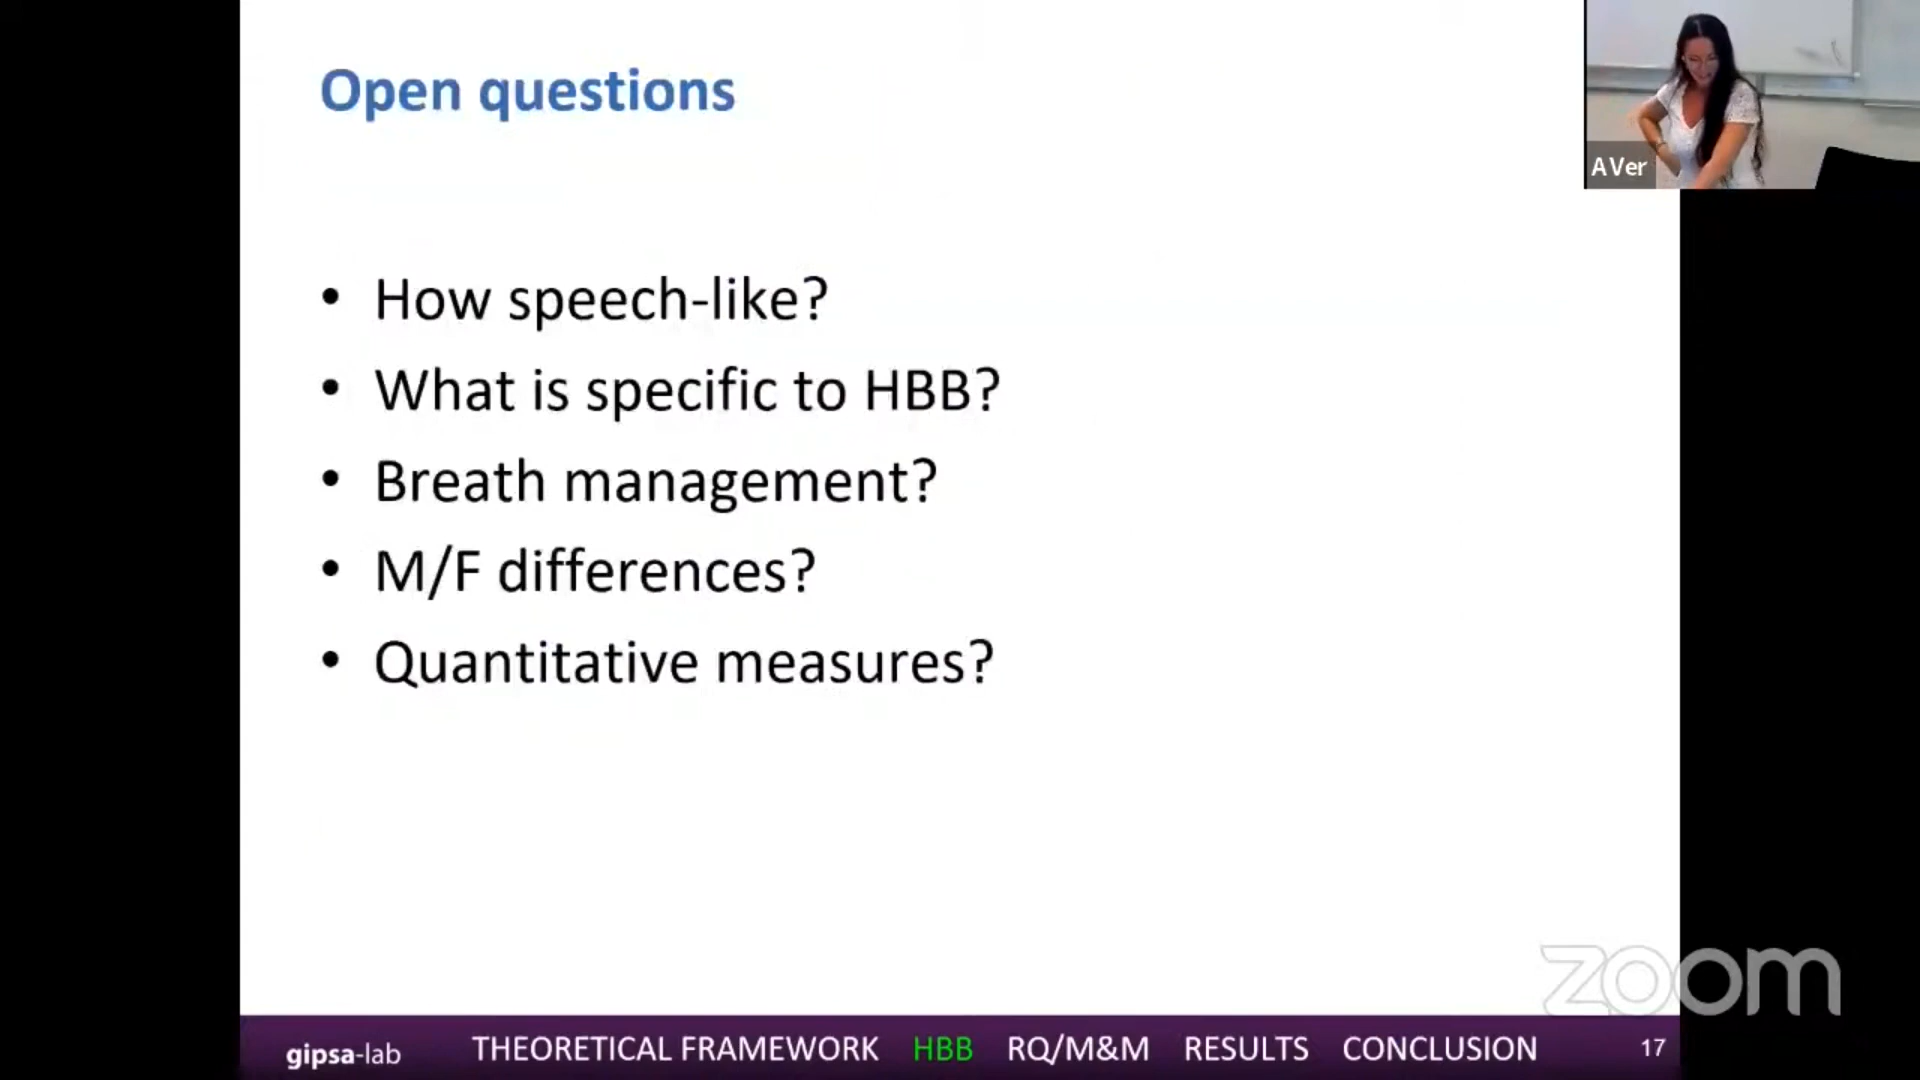 Open questions
AVer
• How speech-like?
• What is specific to HBB?
• Breath management?
• M/F differences?
• Quantitative measures?
zoom
gipsa-lab THEORETICAL FRAMEWORK HBB RQ/M&M RESULTS CONCLUSION 17